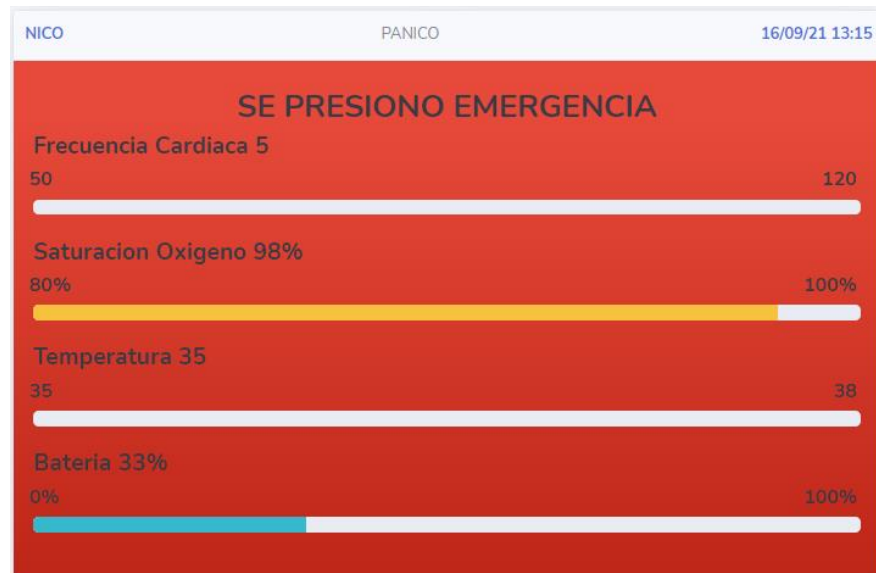 NICO PANICO 16/09/21 13:15
SE PRESIONO EMERGENCIA
Frecuencia Cardiaca 5
50 120
Saturacion Oxigeno 98%
80% 100%
Temperatura 35
35 38
Bateria 33%
0% 100%